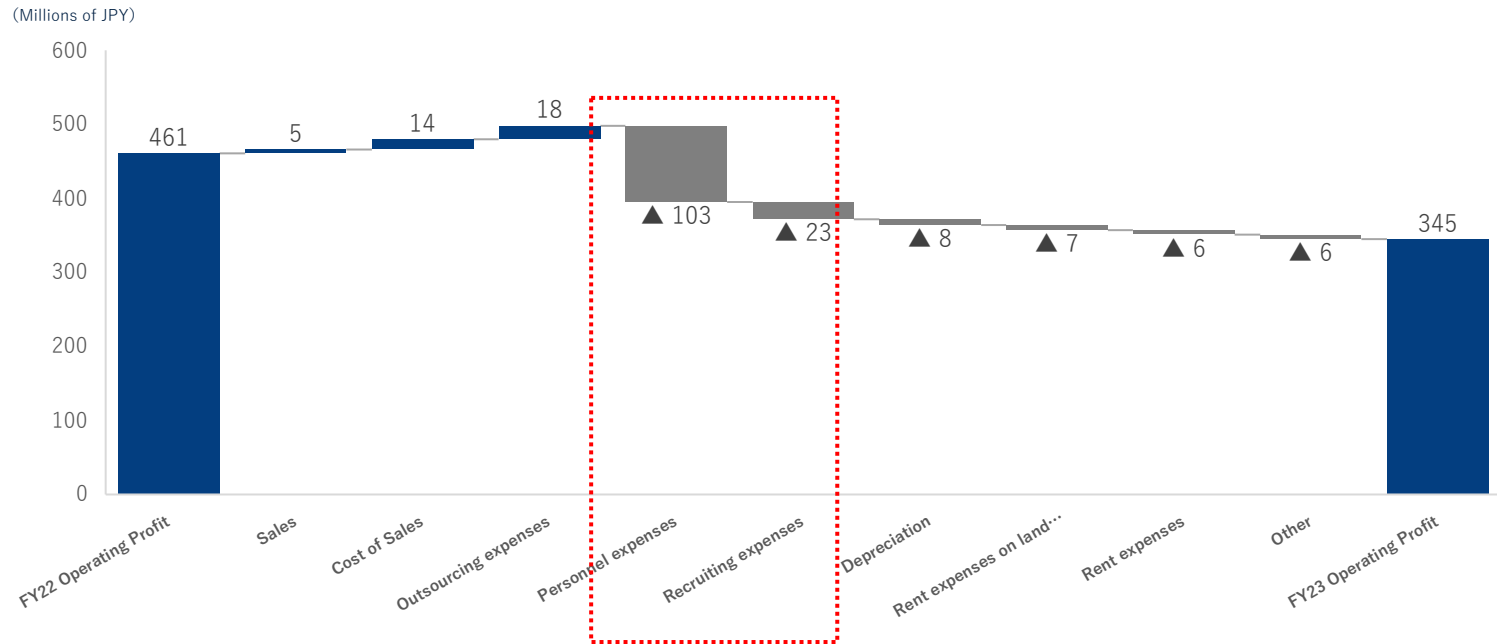 （Millions of JPY）
600
500
400
300
200
100
0
461
5
14
18
▲ 103
▲ 23
▲ 8
▲ 7
▲ 6
▲ 6
345
FY22 Operating Profit
Sales
Cost of Sales
Outsourcing expenses
Personnel expenses
Recruiting expenses
Depreciation
Rent expenses on land…
Rent expenses
Other
FY23 Operating Profit